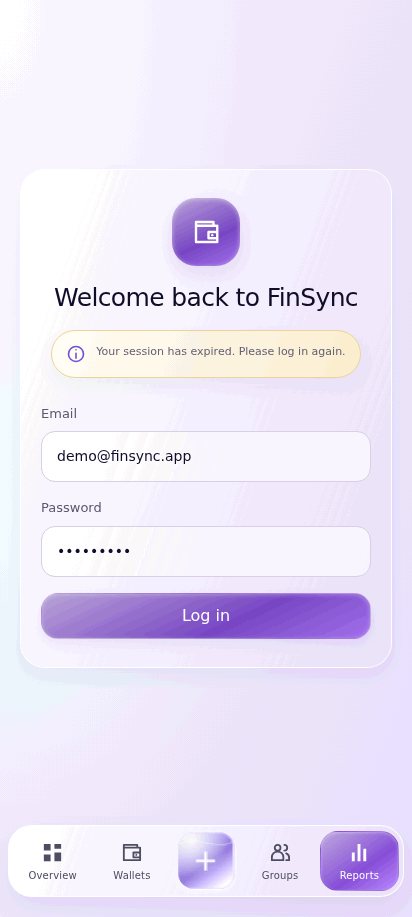 Welcome back to FinSync
Your session has expired. Please log in again.
Email
demo@finsync.app
Password
•••••••••
Log in
Overview
Wallets
Groups
Reports